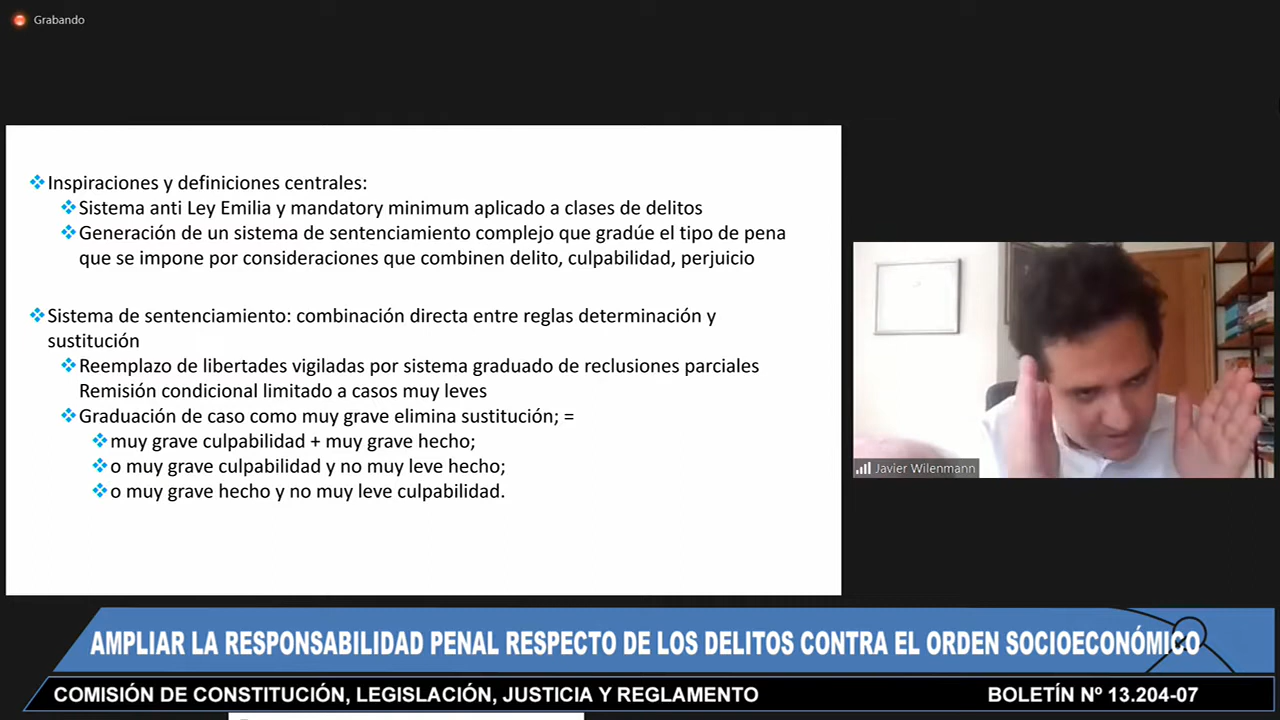 Grabando
Inspiraciones y definiciones centrales:
Sistema anti Ley Emilia y mandatory minimum aplicado a clases de delitos
Generación de un sistema de sentenciamiento complejo que gradúe el tipo de pena
que se impone por consideraciones que combinen delito, culpabilidad, perjuicio
Sistema de sentenciamiento: combinación directa entre reglas determinación y
sustitución
Reemplazo de libertades vigiladas por sistema graduado de reclusiones parciales
Remisión condicional limitado a casos muy leves
Graduación de caso como muy grave elimina sustitución; =
muy grave culpabilidad + muy grave hecho;
o muy grave culpabilidad y no muy leve hecho;
o muy grave hecho y no muy leve culpabilidad.
Javier Wilenmann
AMPLIAR LA RESPONSABILIDAD PENAL RESPECTO DE LOS DELITOS CONTRA EL ORDEN SOCIOECONÓMICO
COMISIÓN DE CONSTITUCIÓN, LEGISLACIÓN, JUSTICIA Y REGLAMENTO
BOLETÍN Nº 13.204-07